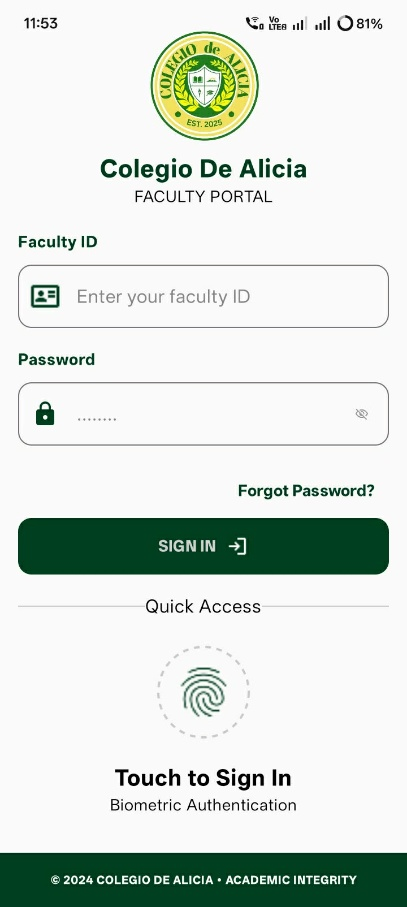 11:53
Vo
LTE
81%
COLEGIO de ALICIA
EST. 2025
Colegio De Alicia
FACULTY PORTAL
Faculty ID
Enter your faculty ID
Password
........
Forgot Password?
SIGN IN
Quick Access
Touch to Sign In
Biometric Authentication
© 2024 COLEGIO DE ALICIA • ACADEMIC INTEGRITY